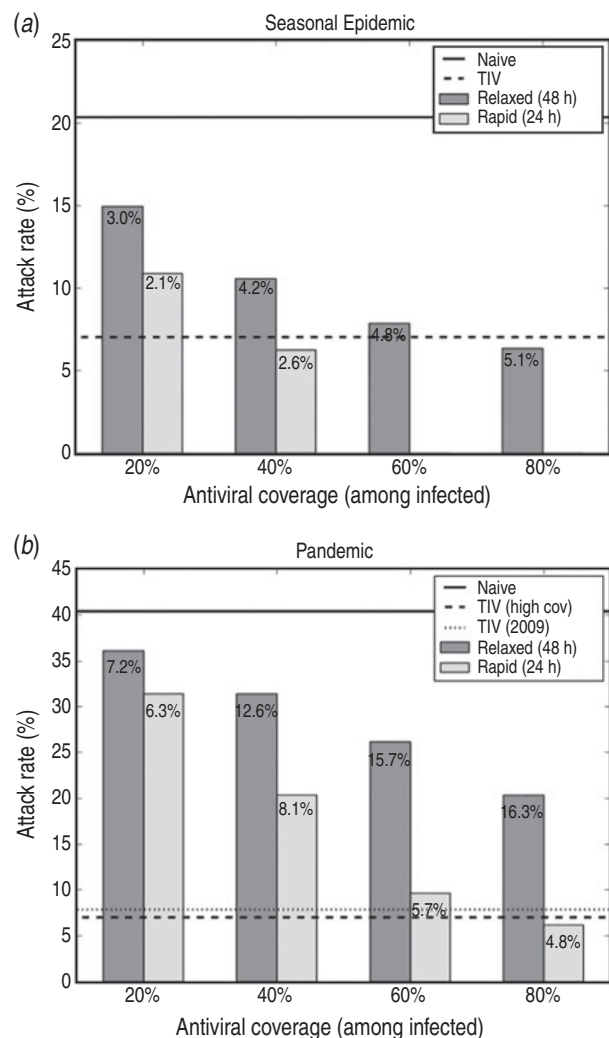 (a)
Seasonal Epidemic
25
20
15
10
5
0
Attack rate (%)
Naive
TIV
Relaxed (48 h)
Rapid (24 h)
3.0%
2.1%
4.2%
2.6%
4.8%
5.1%
20%
40%
60%
80%
Antiviral coverage (among infected)
(b)
Pandemic
45
40
35
30
25
20
15
10
5
0
Attack rate (%)
Naive
TIV (high cov)
TIV (2009)
Relaxed (48 h)
Rapid (24 h)
7.2%
6.3%
12.6%
8.1%
15.7%
5.7%
16.3%
4.8%
20%
40%
60%
80%
Antiviral coverage (among infected)